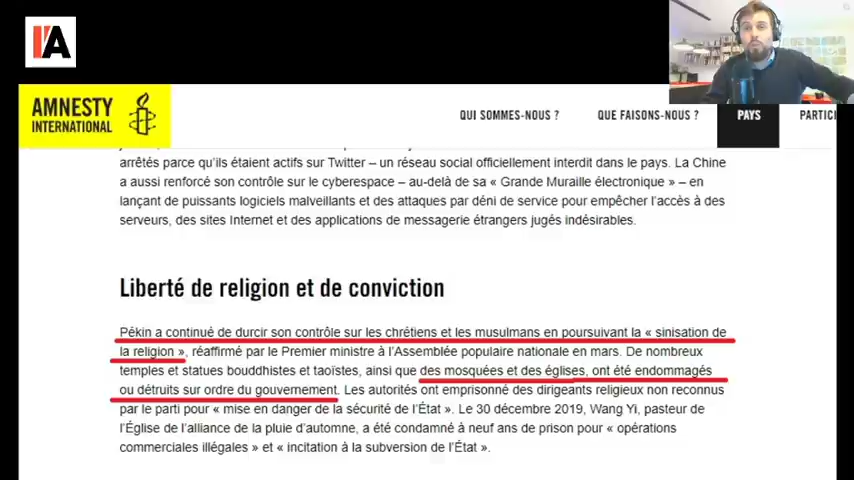 I'A
AMNESTY
INTERNATIONAL
QUI SOMMES-NOUS ?
QUE FAISONS-NOUS ?
PAYS
PARTICI
arrêtés parce qu'ils étaient actifs sur Twitter – un réseau social officiellement interdit dans le pays. La Chine
a aussi renforcé son contrôle sur le cyberespace – au-delà de sa « Grande Muraille électronique » – en
lançant de puissants logiciels malveillants et des attaques par déni de service pour empêcher l'accès à des
serveurs, des sites Internet et des applications de messagerie étrangers jugés indésirables.
Liberté de religion et de conviction
Pékin a continué de durcir son contrôle sur les chrétiens et les musulmans en poursuivant la « sinisation de
la religion », réaffirmé par le Premier ministre à l'Assemblée populaire nationale en mars. De nombreux
temples et statues bouddhistes et taoïstes, ainsi que des mosquées et des églises, ont été endommagés
ou détruits sur ordre du gouvernement. Les autorités ont emprisonné des dirigeants religieux non reconnus
par le parti pour « mise en danger de la sécurité de l'État ». Le 30 décembre 2019, Wang Yi, pasteur de
l'Église de l'alliance de la pluie d'automne, a été condamné à neuf ans de prison pour « opérations
commerciales illégales » et « incitation à la subversion de l'État ».